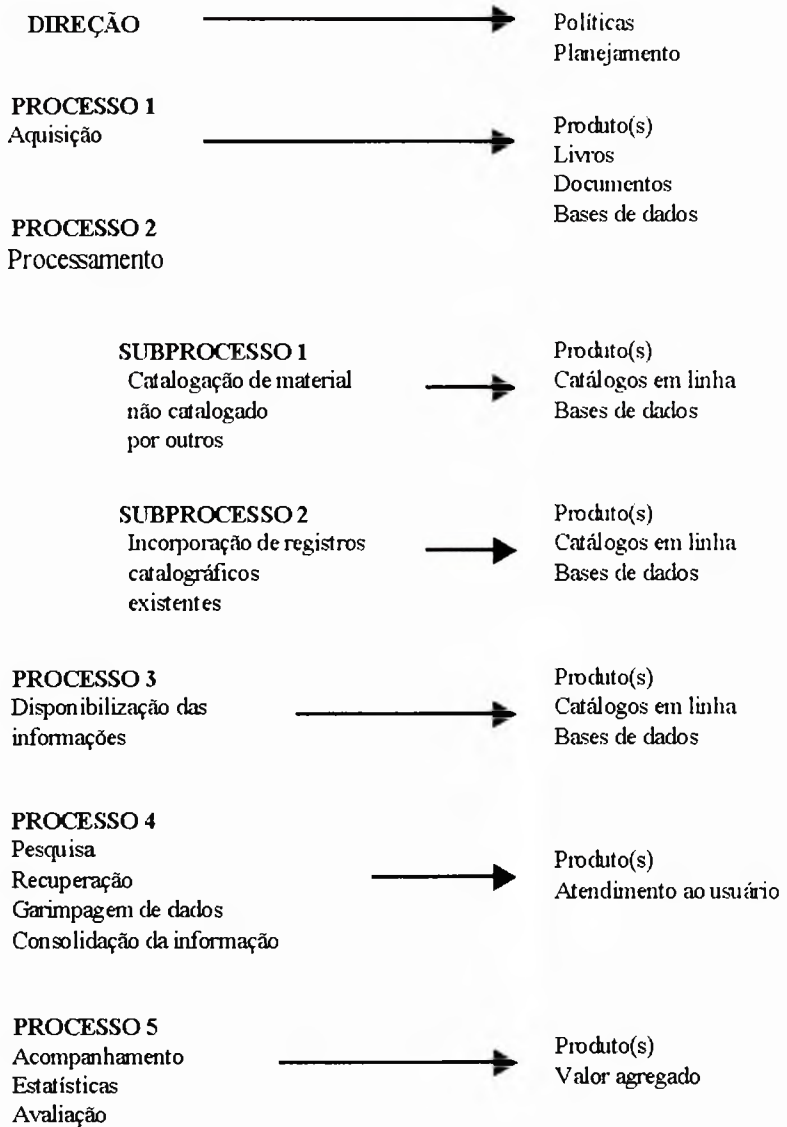 DIREÇÃO
Políticas
Planejamento
PROCESSO 1
Aquisição
Produto(s)
Livros
Documentos
Bases de dados
PROCESSO 2
Processamento
SUBPROCESSO 1
Catalogação de material
não catalogado
por outros
Produto(s)
Catálogos em linha
Bases de dados
SUBPROCESSO 2
Incorporação de registros
catalográficos
existentes
Produto(s)
Catálogos em linha
Bases de dados
PROCESSO 3
Disponibilização das
informações
Produto(s)
Catálogos em linha
Bases de dados
PROCESSO 4
Pesquisa
Recuperação
Garimpagem de dados
Consolidação da informação
Produto(s)
Atendimento ao usuário
PROCESSO 5
Acompanhamento
Estatísticas
Avaliação
Produto(s)
Valor agregado